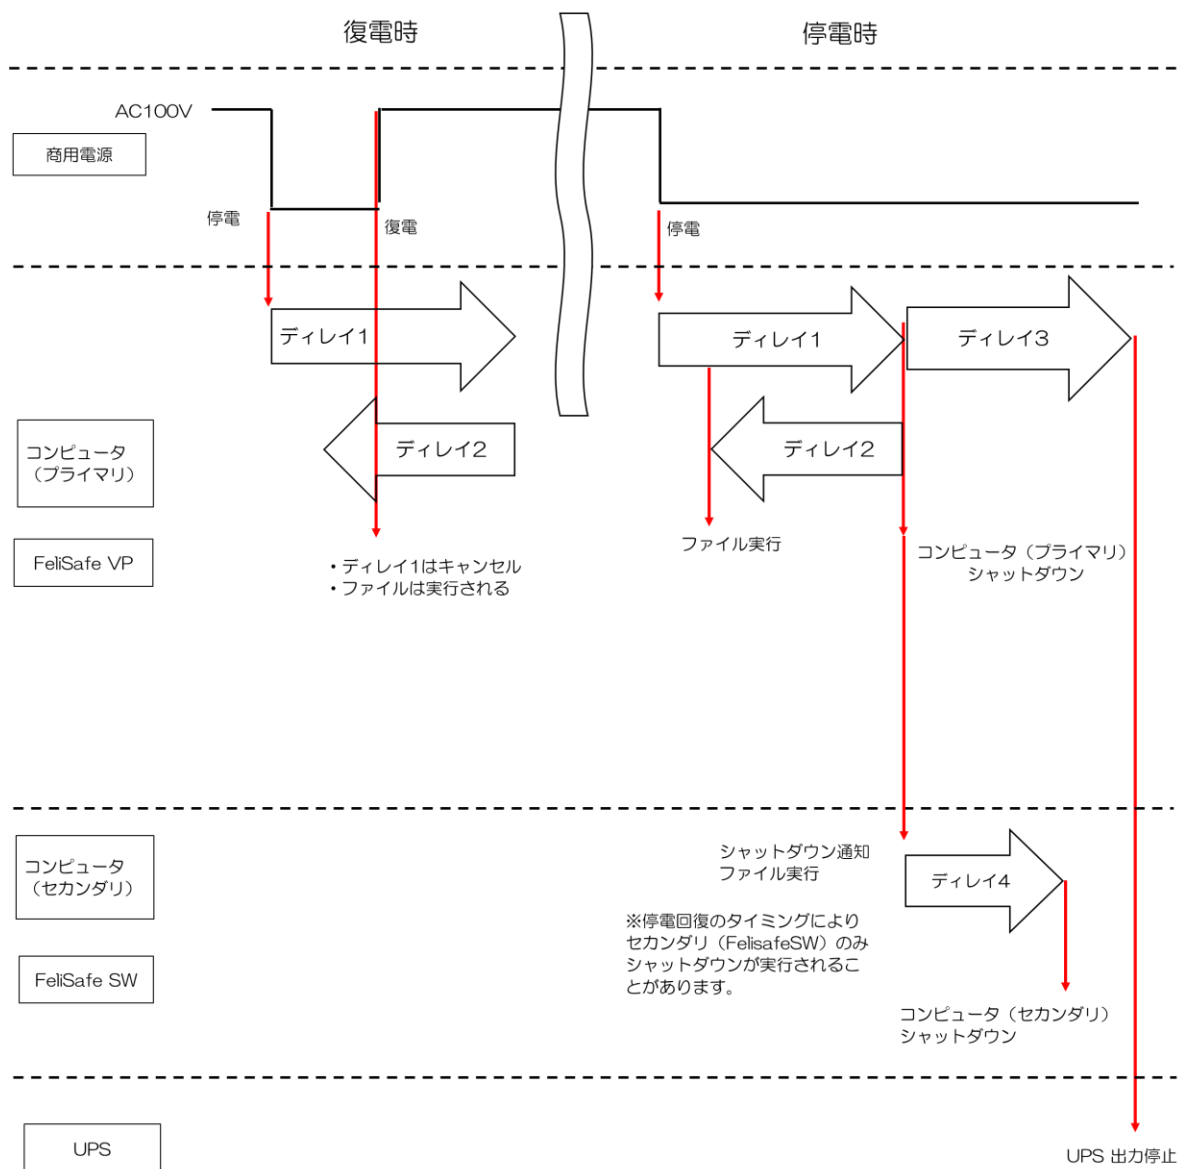 復電時
停電時
AC100V
商用電源
停電
復電
停電
ディレイ1
ディレイ1
ディレイ3
ディレイ2
ディレイ2
コンピュータ
（プライマリ）
FeliSafe VP
・ディレイ1はキャンセル
・ファイルは実行される
ファイル実行
コンピュータ（プライマリ）
シャットダウン
コンピュータ
（セカンダリ）
FeliSafe SW
シャットダウン通知
ファイル実行
ディレイ4
※停電回復のタイミングにより
セカンダリ（FelisafeSW）のみ
シャットダウンが実行されるこ
とがあります。
コンピュータ（セカンダリ）
シャットダウン
UPS
UPS 出力停止